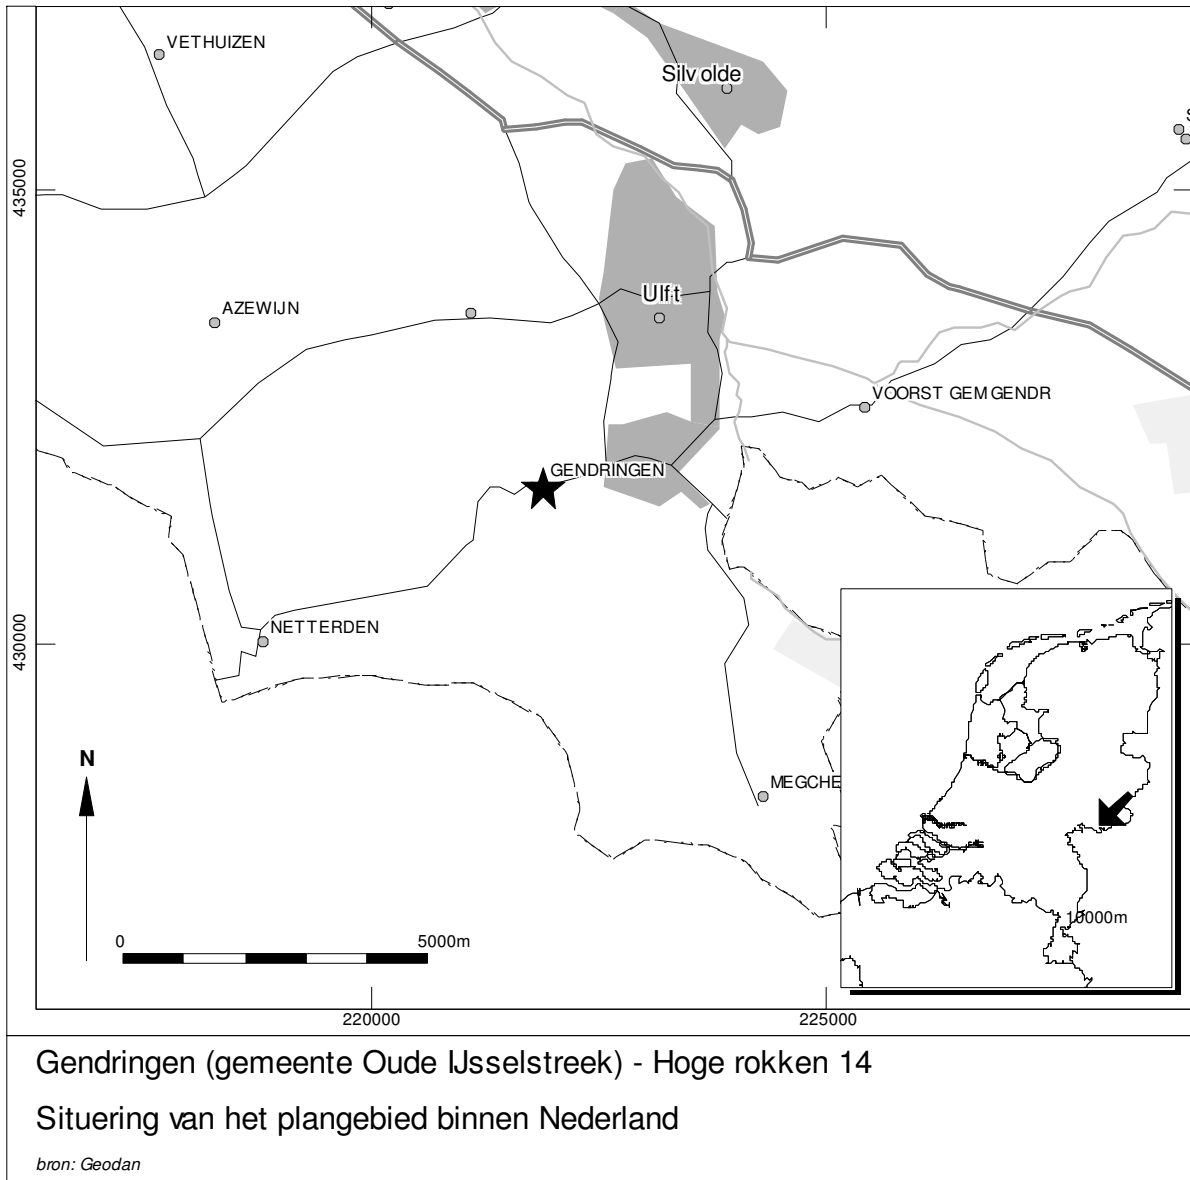 VETHUIZEN
Silvolde
S
435000
AZEWIJN
Ulft
VOORST GEM GENDR
GENDRINGEN
NETTERDEN
430000
N
MEGCHE
0 5000m
10000m
220000 225000
Gendringen (gemeente Oude IJsselstreek) - Hoge rokken 14
Situering van het plangebied binnen Nederland
bron: Geodan